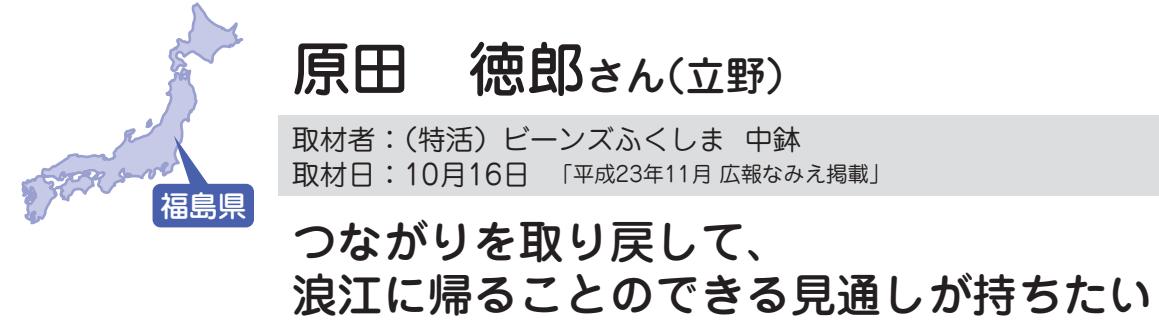 福島県
原田　徳郎さん(立野)
取材者：(特活) ビーンズふくしま 中鉢
取材日：10月16日 「平成23年11月 広報なみえ掲載」
つながりを取り戻して、
浪江に帰ることのできる見通しが持ちたい